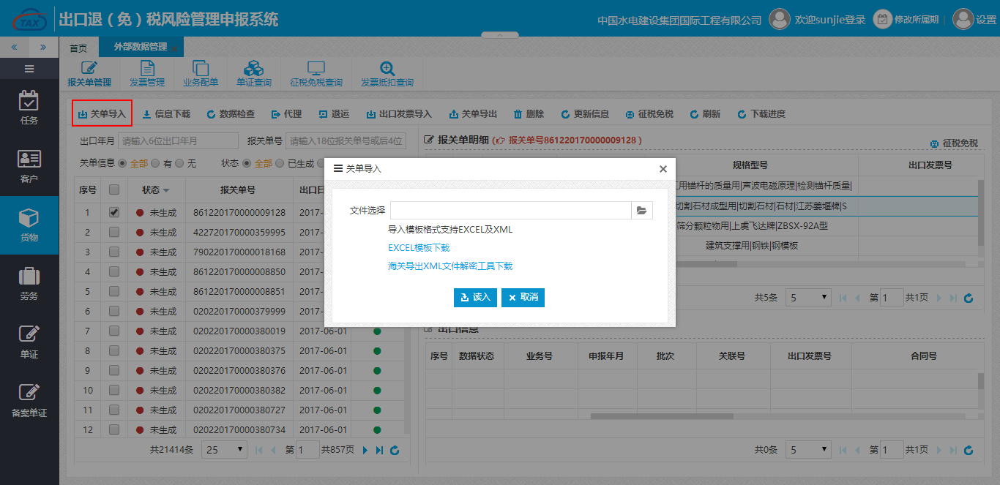 TAX 出口退（免）税风险管理申报系统 中国水电建设集团国际工程有限公司 欢迎sunjie登录 修改所属期 设置
首页 外部数据管理
报关单管理 发票管理 业务配单 单证查询 征税免税查询 发票抵扣查询
任务
客户
货物
劳务
单证
备案单证
关单导入 信息下载 数据检查 代理 退运 出口发票导入 关单导出 删除 更新信息 征税免税 刷新 下载进度
出口年月 请输入6位出口年月 报关单号 请输入18位报关单号或后4位
关单信息 全部 有 无 状态 全部 已生成
序号 状态 报关单号 出口日
1 未生成 861220170000009128 2017-
2 未生成 422720170000359995 2017-
3 未生成 790220170000018168 2017-
4 未生成 861220170000008850 2017-
5 未生成 861220170000008851 2017-
6 未生成 020220170000379999 2017-
7 未生成 020220170000380019 2017-06-01
8 未生成 020220170000380375 2017-06-01
9 未生成 020220170000380376 2017-06-01
10 未生成 020220170000380382 2017-06-01
11 未生成 020220170000380727 2017-06-01
12 未生成 020220170000380734 2017-06-01
共21414条 25 第 1 共857页
报关单明细 ( 报关单号861220170000009128 )
征税免税
规格型号 出口发票号
用锚杆的质量用|声波电磁原理|检测锚杆质量|
切割石材成型用|切割石材|石材|江苏姜堰牌|S
筛分颗粒物用|上虞飞达牌|ZBSX-92A型
建筑支撑用|钢铁|钢模板
共5条 5 第 1 共1页
关单导入
文件选择
导入模板格式支持EXCEL及XML
EXCEL模板下载
海关导出XML文件解密工具下载
读入 取消
出口信息
序号 数据状态 业务号 申报年月 批次 关联号 出口发票号 合同号
共0条 5 第 1 共1页